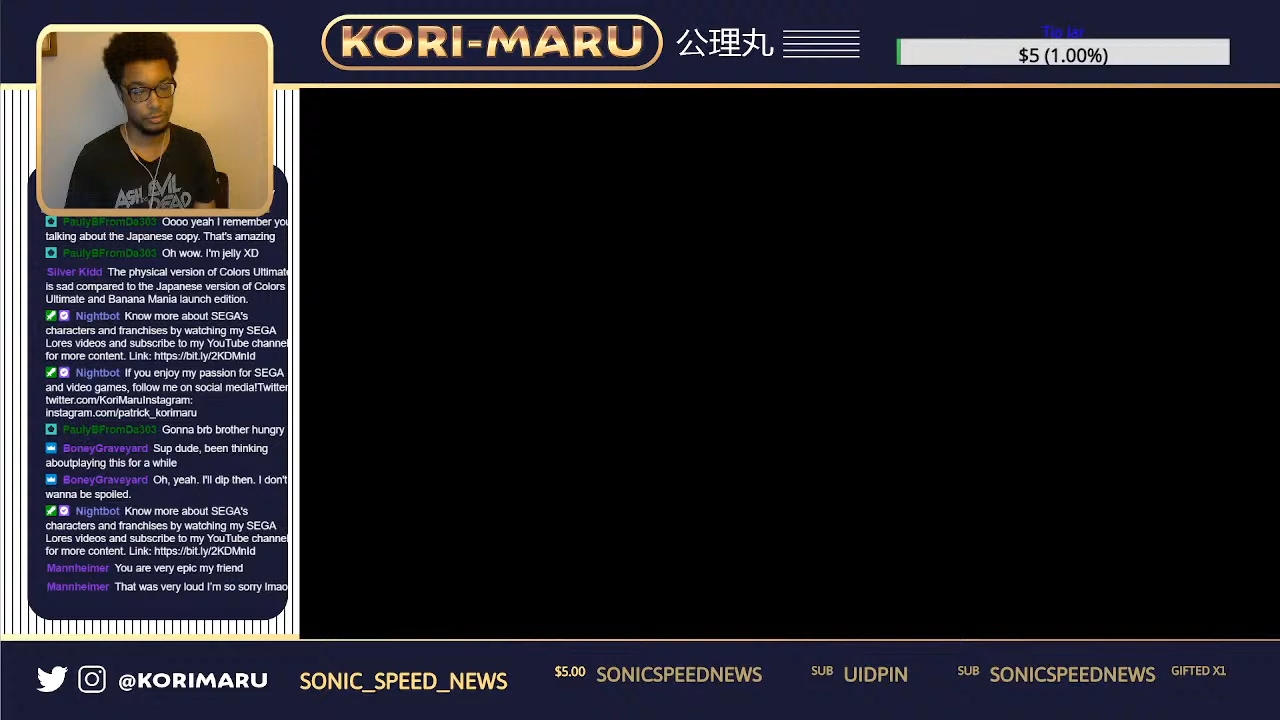 KORI-MARU 公理丸
Tip Jar
$5 (1.00%)
ASH EVIL
DEAD
PaulyBFromDa303 Oooo yeah I remember you
talking about the Japanese copy. That's amazing
PaulyBFromDa303 Oh wow. I'm jelly XD
Silver Kidd The physical version of Colors Ultimate
is sad compared to the Japanese version of Colors
Ultimate and Banana Mania launch edition.
Nightbot Know more about SEGA's
characters and franchises by watching my SEGA
Lores videos and subscribe to my YouTube channel
for more content. Link: https://bit.ly/2KDMnId
Nightbot If you enjoy my passion for SEGA
and video games, follow me on social media!Twitter
twitter.com/KoriMaruInstagram:
instagram.com/patrick_korimaru
PaulyBFromDa303 Gonna brb brother hungry
BoneyGraveyard Sup dude, been thinking
aboutplaying this for a while
BoneyGraveyard Oh, yeah. I'll dip then. I don't
wanna be spoiled.
Nightbot Know more about SEGA's
characters and franchises by watching my SEGA
Lores videos and subscribe to my YouTube channel
for more content. Link: https://bit.ly/2KDMnId
Mannheimer You are very epic my friend
Mannheimer That was very loud I'm so sorry lmao
@KORIMARU
SONIC_SPEED_NEWS
$5.00 SONICSPEEDNEWS
SUB UIDPIN
SUB SONICSPEEDNEWS GIFTED X1